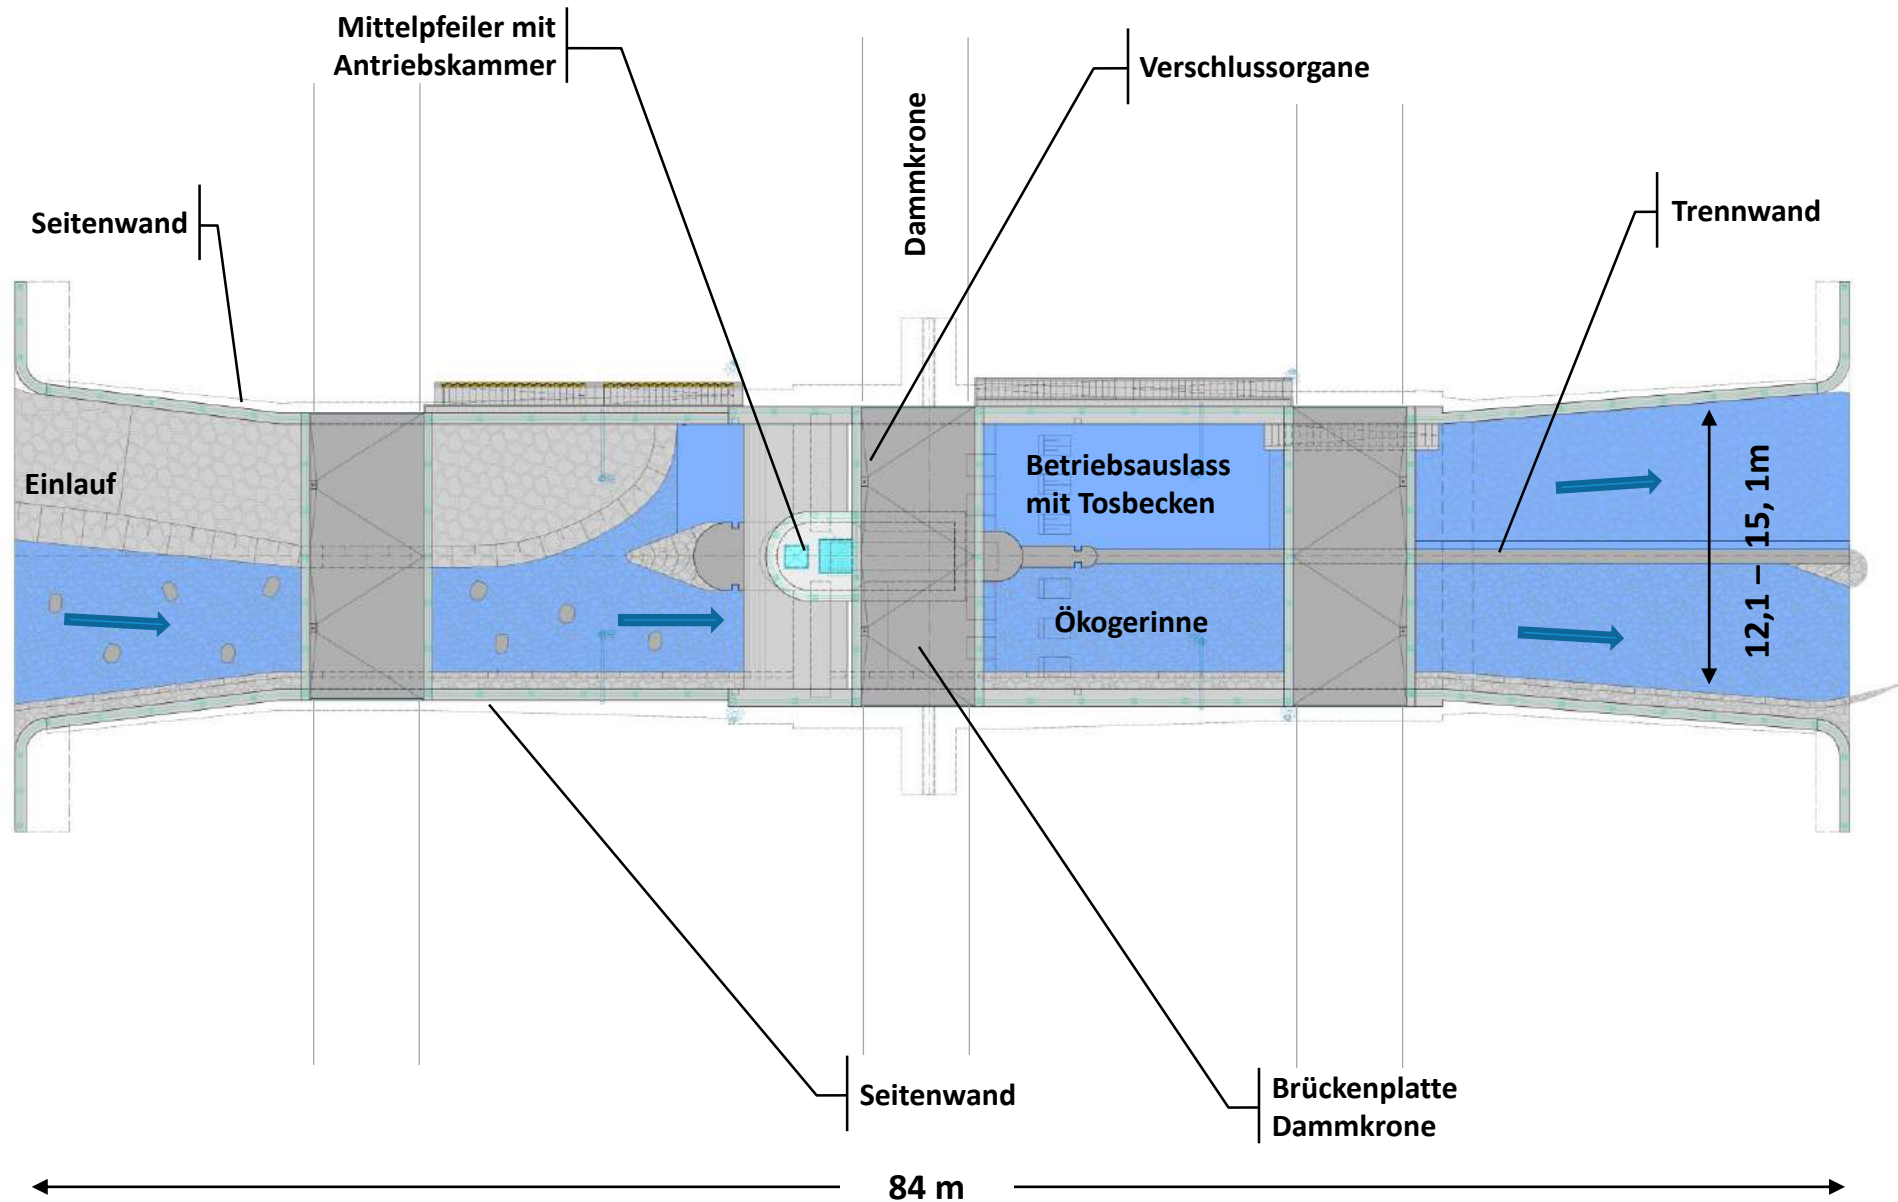 Mittelpfeiler mit
Antriebskammer
Verschlussorgane
Dammkrone
Seitenwand
Trennwand
Einlauf
Betriebsauslass
mit Tosbecken
Ökogerinne
12,1 – 15, 1m
Seitenwand
Brückenplatte
Dammkrone
84 m